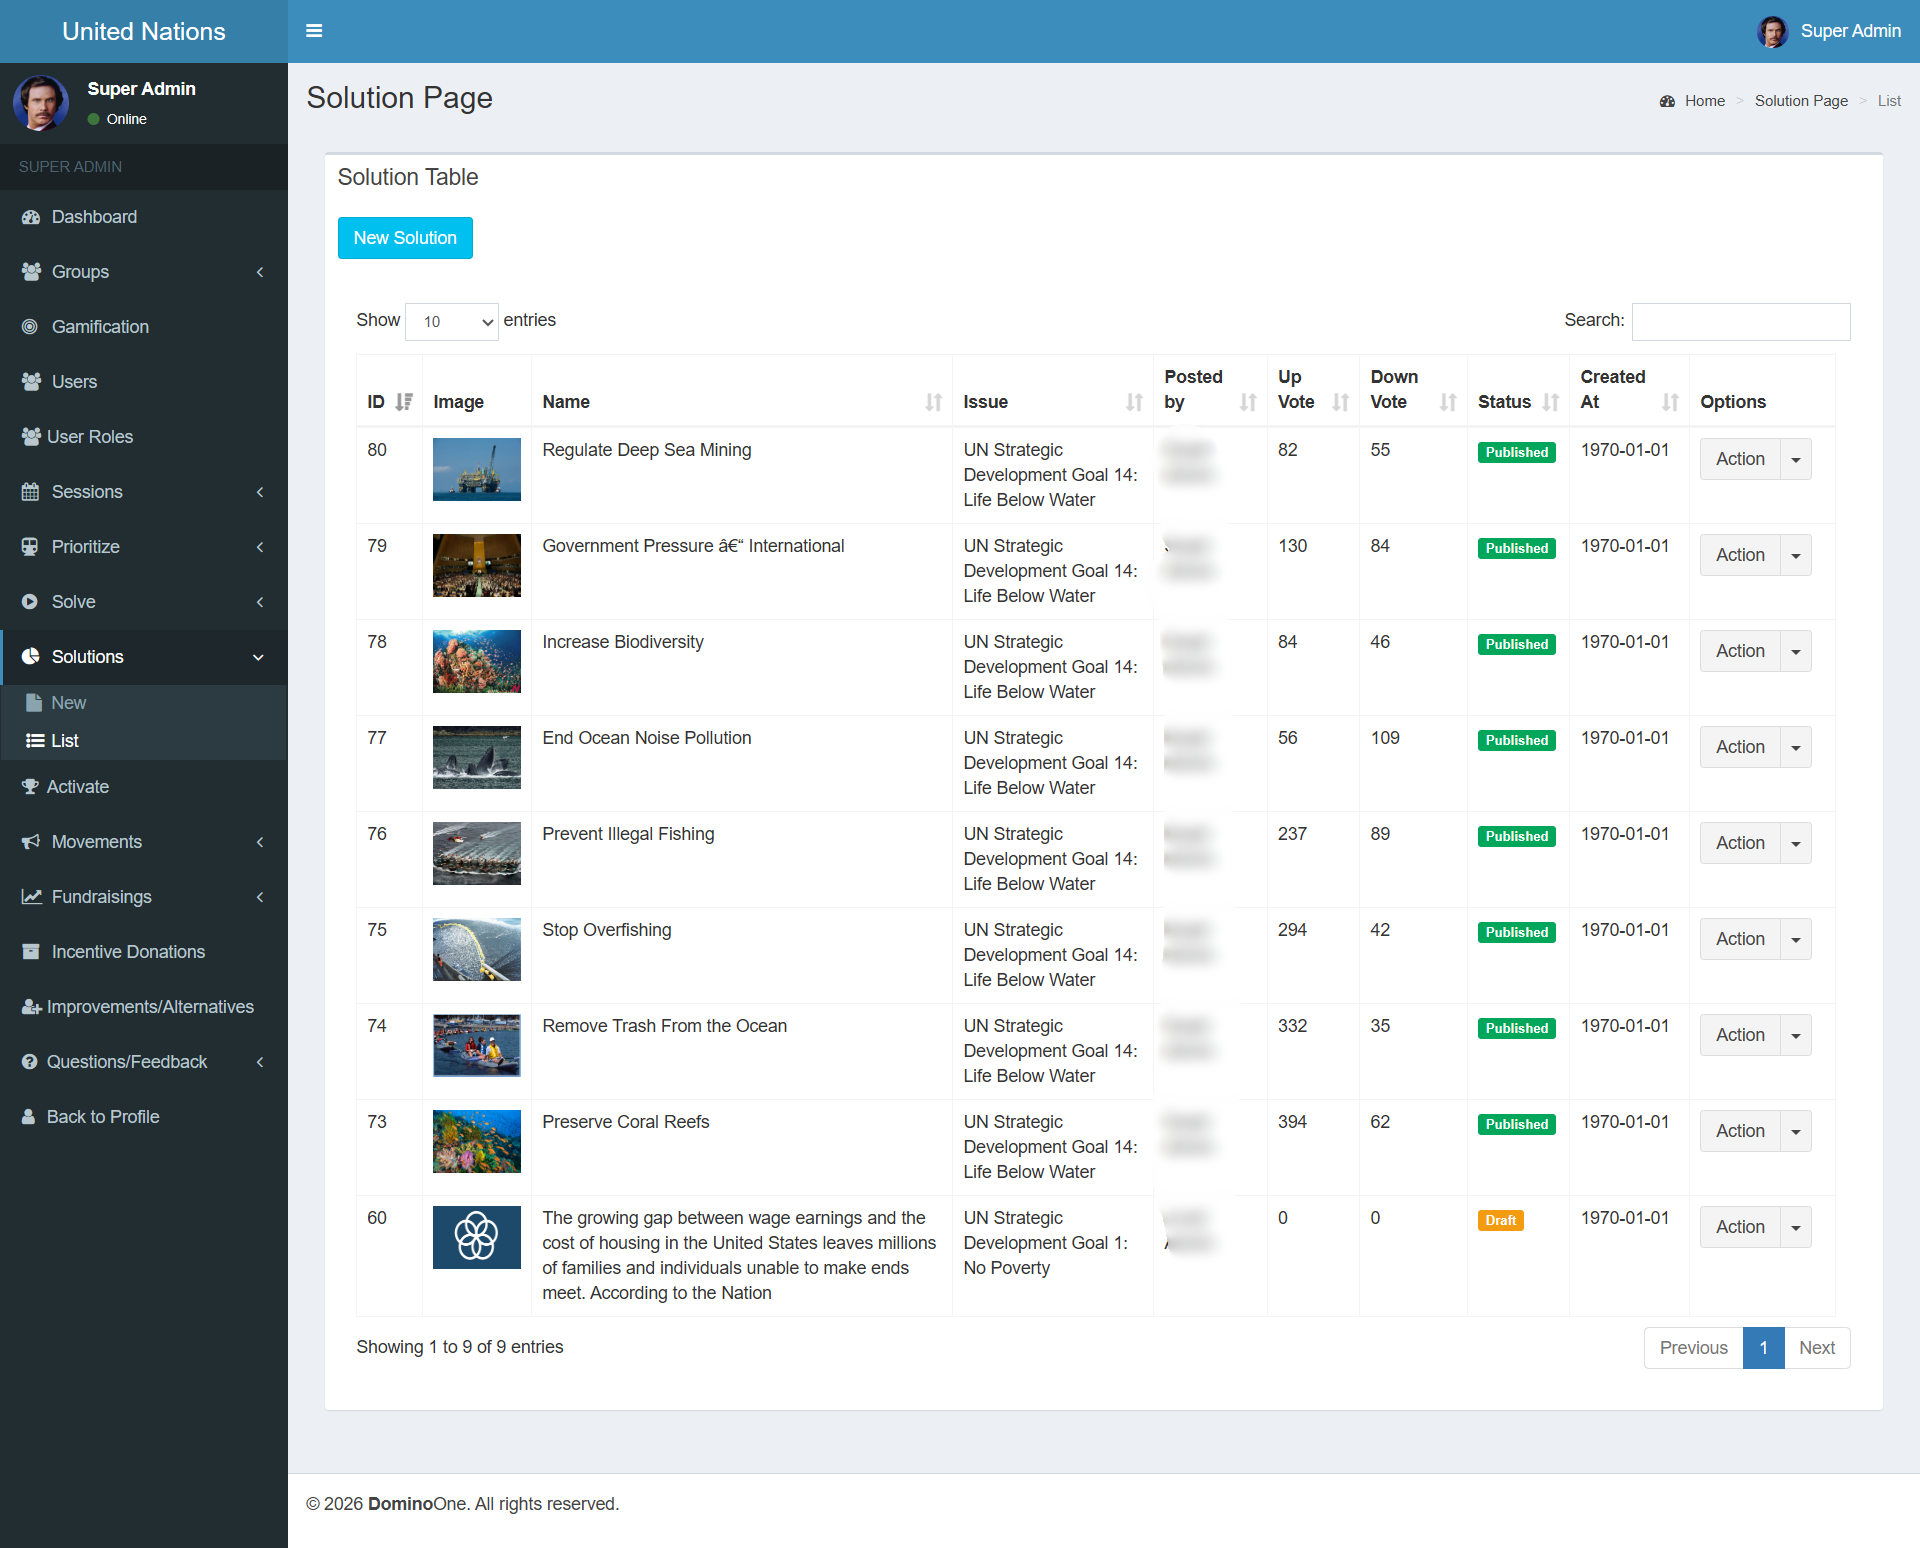 United Nations
Super Admin
Super Admin
Online
SUPER ADMIN
Dashboard
Groups
Gamification
Users
User Roles
Sessions
Prioritize
Solve
Solutions
New
List
Activate
Movements
Fundraisings
Incentive Donations
Improvements/Alternatives
Questions/Feedback
Back to Profile
Solution Page
Home > Solution Page > List
Solution Table
New Solution
Show 10 entries
Search:
ID Image Name Issue Posted by Up Vote Down Vote Status Created At Options
80 Regulate Deep Sea Mining UN Strategic Development Goal 14: Life Below Water 82 55 Published 1970-01-01 Action
79 Government Pressure â€“ International UN Strategic Development Goal 14: Life Below Water 130 84 Published 1970-01-01 Action
78 Increase Biodiversity UN Strategic Development Goal 14: Life Below Water 84 46 Published 1970-01-01 Action
77 End Ocean Noise Pollution UN Strategic Development Goal 14: Life Below Water 56 109 Published 1970-01-01 Action
76 Prevent Illegal Fishing UN Strategic Development Goal 14: Life Below Water 237 89 Published 1970-01-01 Action
75 Stop Overfishing UN Strategic Development Goal 14: Life Below Water 294 42 Published 1970-01-01 Action
74 Remove Trash From the Ocean UN Strategic Development Goal 14: Life Below Water 332 35 Published 1970-01-01 Action
73 Preserve Coral Reefs UN Strategic Development Goal 14: Life Below Water 394 62 Published 1970-01-01 Action
60 The growing gap between wage earnings and the cost of housing in the United States leaves millions of families and individuals unable to make ends meet. According to the Nation UN Strategic Development Goal 1: No Poverty 0 0 Draft 1970-01-01 Action
Showing 1 to 9 of 9 entries
Previous 1 Next
© 2026 DominoOne. All rights reserved.